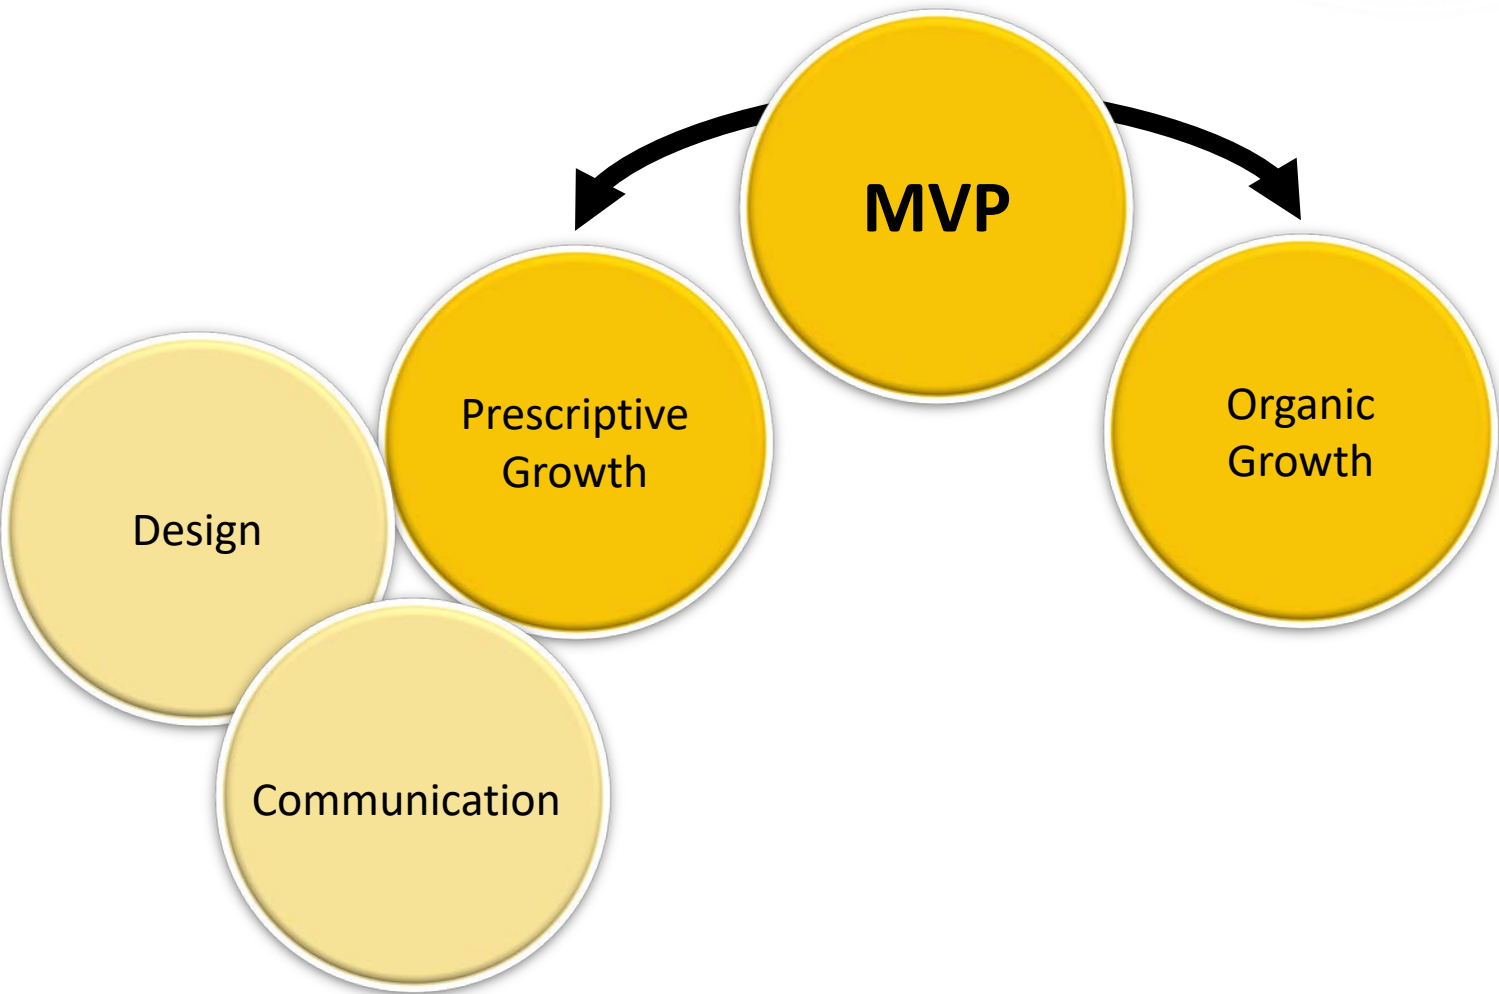 MVP
Prescriptive
Growth
Organic
Growth
Design
Communication